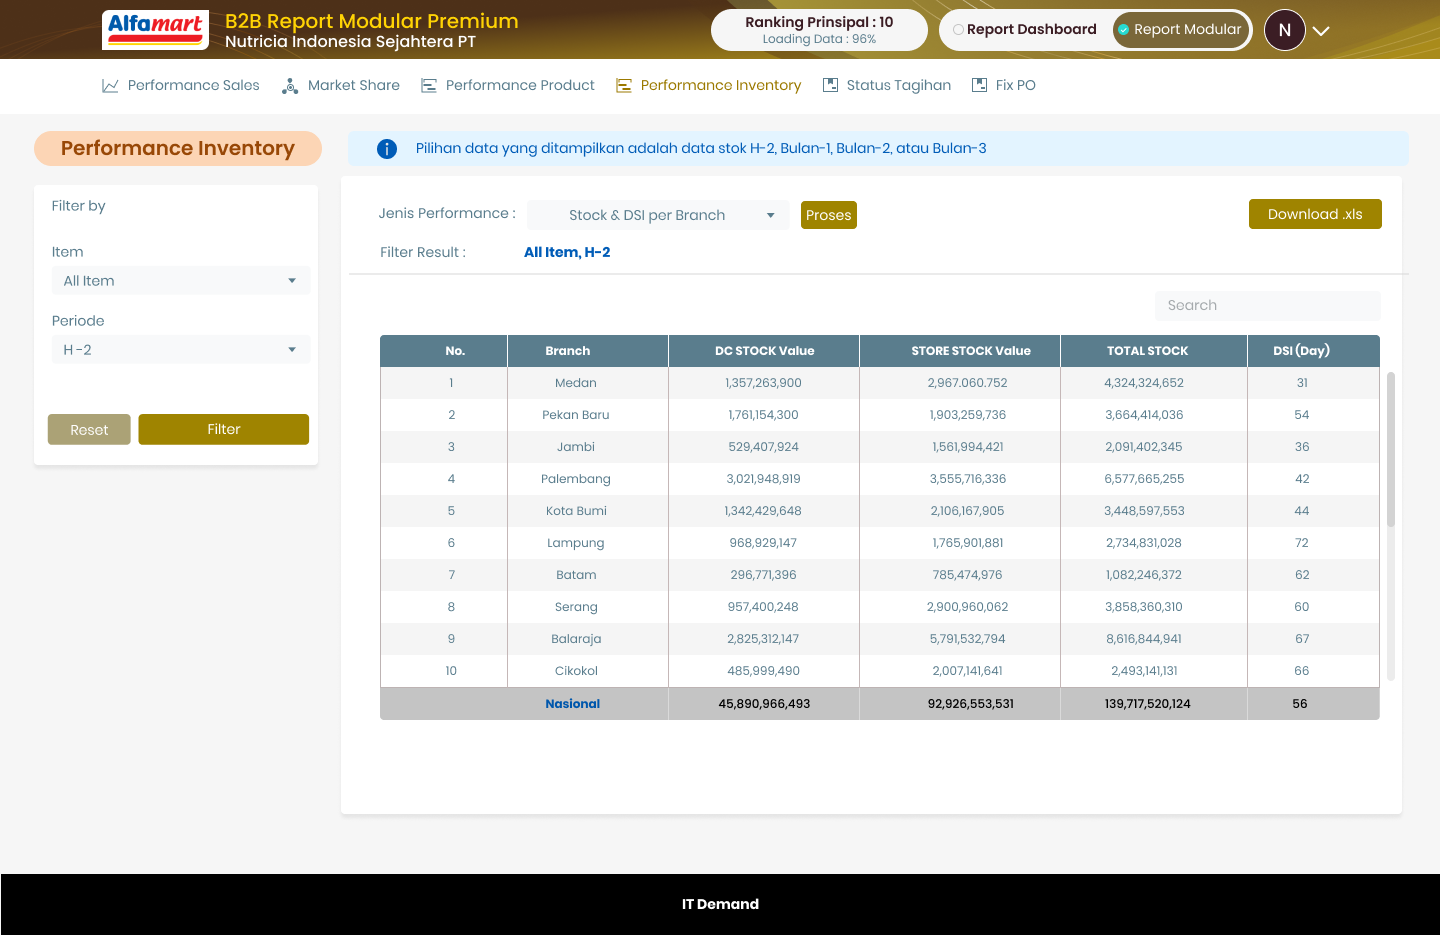 Alfamart
B2B Report Modular Premium
Nutricia Indonesia Sejahtera PT
Ranking Prinsipal : 10
Loading Data : 96%
Report Dashboard
Report Modular
N
Performance Sales
Market Share
Performance Product
Performance Inventory
Status Tagihan
Fix PO
Performance Inventory
Pilihan data yang ditampilkan adalah data stok H-2, Bulan-1, Bulan-2, atau Bulan-3
Filter by
Item
All Item
Periode
H -2
Reset
Filter
Jenis Performance :
Stock & DSI per Branch
Proses
Download .xls
Filter Result :
All Item, H-2
Search
No. Branch DC STOCK Value STORE STOCK Value TOTAL STOCK DSI (Day)
1 Medan 1,357,263,900 2,967.060.752 4,324,324,652 31
2 Pekan Baru 1,761,154,300 1,903,259,736 3,664,414,036 54
3 Jambi 529,407,924 1,561,994,421 2,091,402,345 36
4 Palembang 3,021,948,919 3,555,716,336 6,577,665,255 42
5 Kota Bumi 1,342,429,648 2,106,167,905 3,448,597,553 44
6 Lampung 968,929,147 1,765,901,881 2,734,831,028 72
7 Batam 296,771,396 785,474,976 1,082,246,372 62
8 Serang 957,400,248 2,900,960,062 3,858,360,310 60
9 Balaraja 2,825,312,147 5,791,532,794 8,616,844,941 67
10 Cikokol 485,999,490 2,007,141,641 2,493,141,131 66
Nasional 45,890,966,493 92,926,553,531 139,717,520,124 56
IT Demand